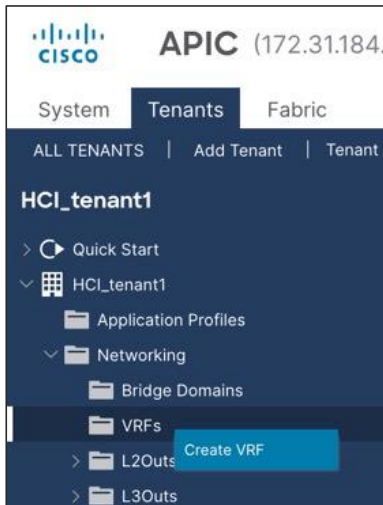 CISCO
APIC (172.31.184.
System Tenants Fabric
ALL TENANTS | Add Tenant | Tenant
HCI_tenant1
Quick Start
HCI_tenant1
Application Profiles
Networking
Bridge Domains
VRFs
Create VRF
L2Outs
L3Outs